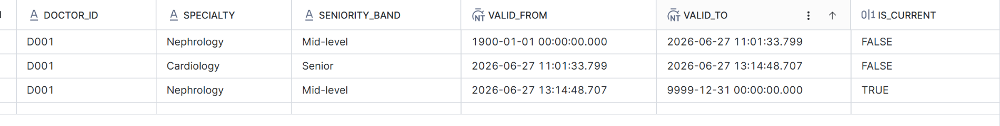 DOCTOR_ID SPECIALTY SENIORITY_BAND VALID_FROM VALID_TO IS_CURRENT
D001 Nephrology Mid-level 1900-01-01 00:00:00.000 2026-06-27 11:01:33.799 FALSE
D001 Cardiology Senior 2026-06-27 11:01:33.799 2026-06-27 13:14:48.707 FALSE
D001 Nephrology Mid-level 2026-06-27 13:14:48.707 9999-12-31 00:00:00.000 TRUE